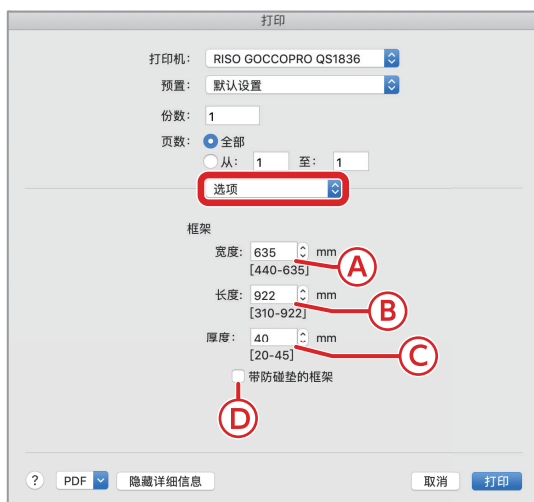 打印
打印机: RISO GOCCOPRO QS1836
预置: 默认设置
份数: 1
页数: 全部
从: 1 至: 1
选项
框架
宽度: 635 mm
[440-635]
A
长度: 922 mm
[310-922]
B
厚度: 40 mm
[20-45]
C
带防碰垫的框架
D
? PDF 隐藏详细信息 取消 打印